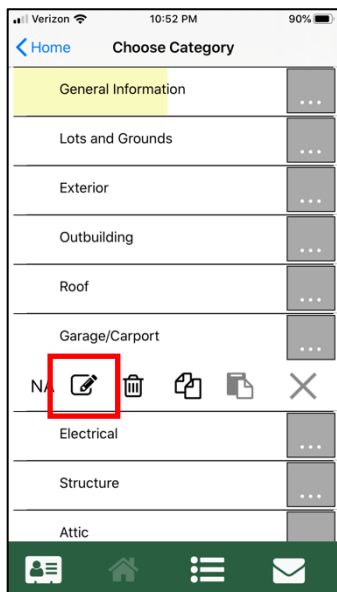 Verizon 10:52 PM 90%
Home Choose Category
General Information
...
Lots and Grounds
...
Exterior
...
Outbuilding
...
Roof
...
Garage/Carport
...
NA
Electrical
...
Structure
...
Attic